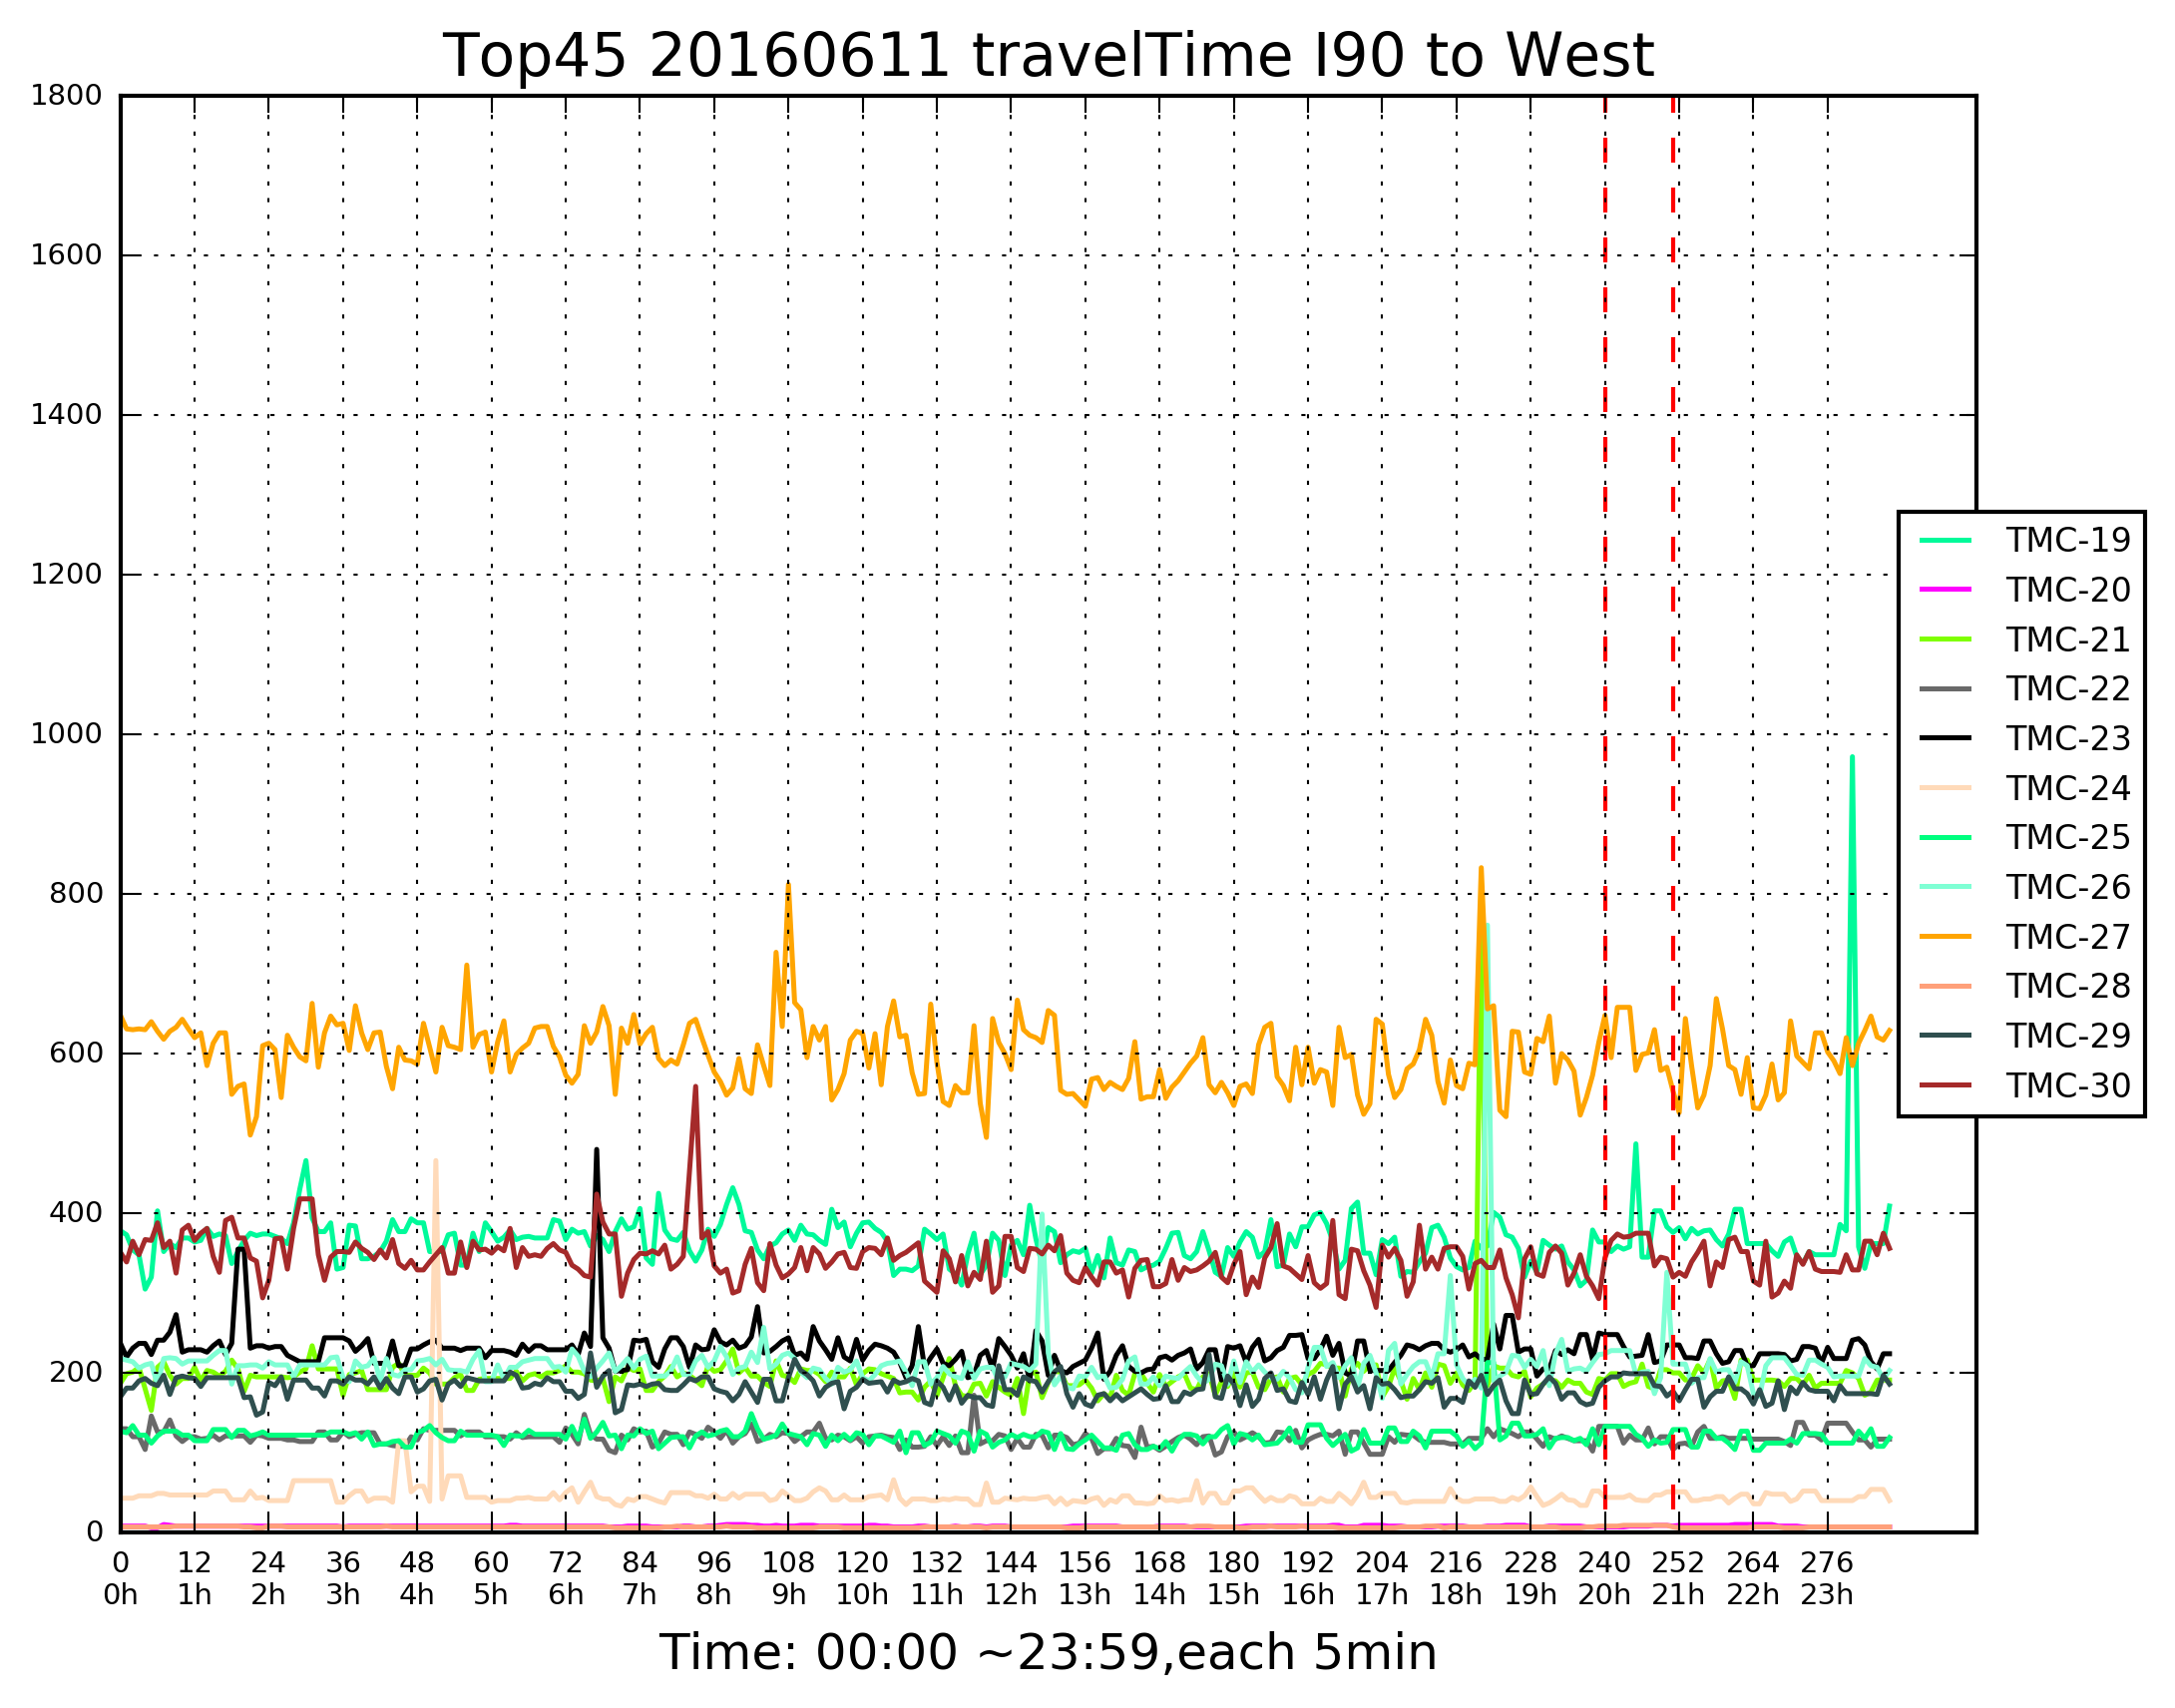 Top45 20160611 travelTime I90 to West
1800
1600
1400
1200
1000
800
600
400
200
0
TMC-19
TMC-20
TMC-21
TMC-22
TMC-23
TMC-24
TMC-25
TMC-26
TMC-27
TMC-28
TMC-29
TMC-30
0 12 24 36 48 60 72 84 96 108 120 132 144 156 168 180 192 204 216 228 240 252 264 276
0h 1h 2h 3h 4h 5h 6h 7h 8h 9h 10h 11h 12h 13h 14h 15h 16h 17h 18h 19h 20h 21h 22h 23h
Time: 00:00 ~23:59,each 5min